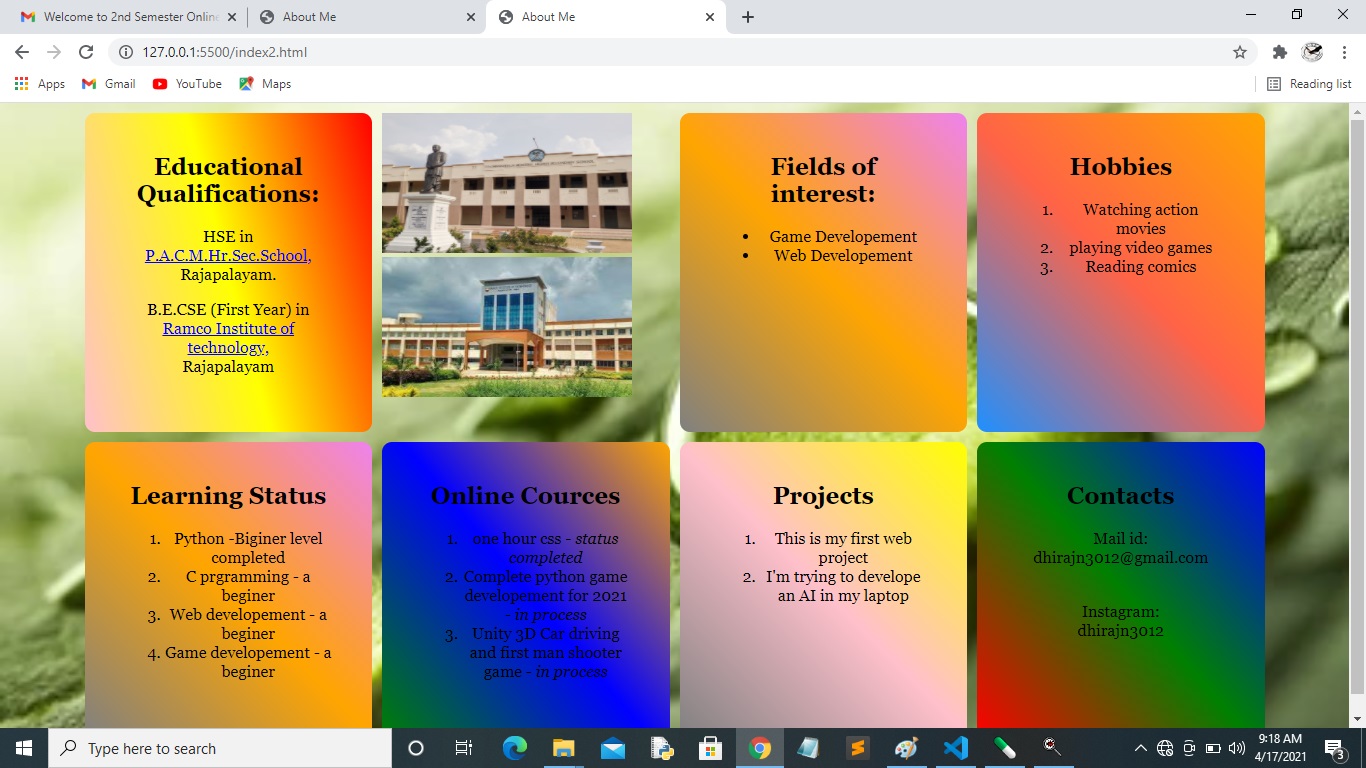 Welcome to 2nd Semester Online
About Me
About Me
127.0.0.1:5500/index2.html
Apps
Gmail
YouTube
Maps
Reading list
Educational
Qualifications:
HSE in
P.A.C.M.Hr.Sec.School,
Rajapalayam.
B.E.CSE (First Year) in
Ramco Institute of
technology,
Rajapalayam
Fields of
interest:
• Game Developement
• Web Developement
Hobbies
1. Watching action
movies
2. playing video games
3. Reading comics
Learning Status
1. Python -Biginer level
completed
2. C prgramming - a
beginer
3. Web developement - a
beginer
4. Game developement - a
beginer
Online Cources
1. one hour css - status
completed
2. Complete python game
developement for 2021
- in process
3. Unity 3D Car driving
and first man shooter
game - in process
Projects
1. This is my first web
project
2. I'm trying to develope
an AI in my laptop
Contacts
Mail id:
dhirajn3012@gmail.com
Instagram:
dhirajn3012
Type here to search
9:18 AM
4/17/2021
3